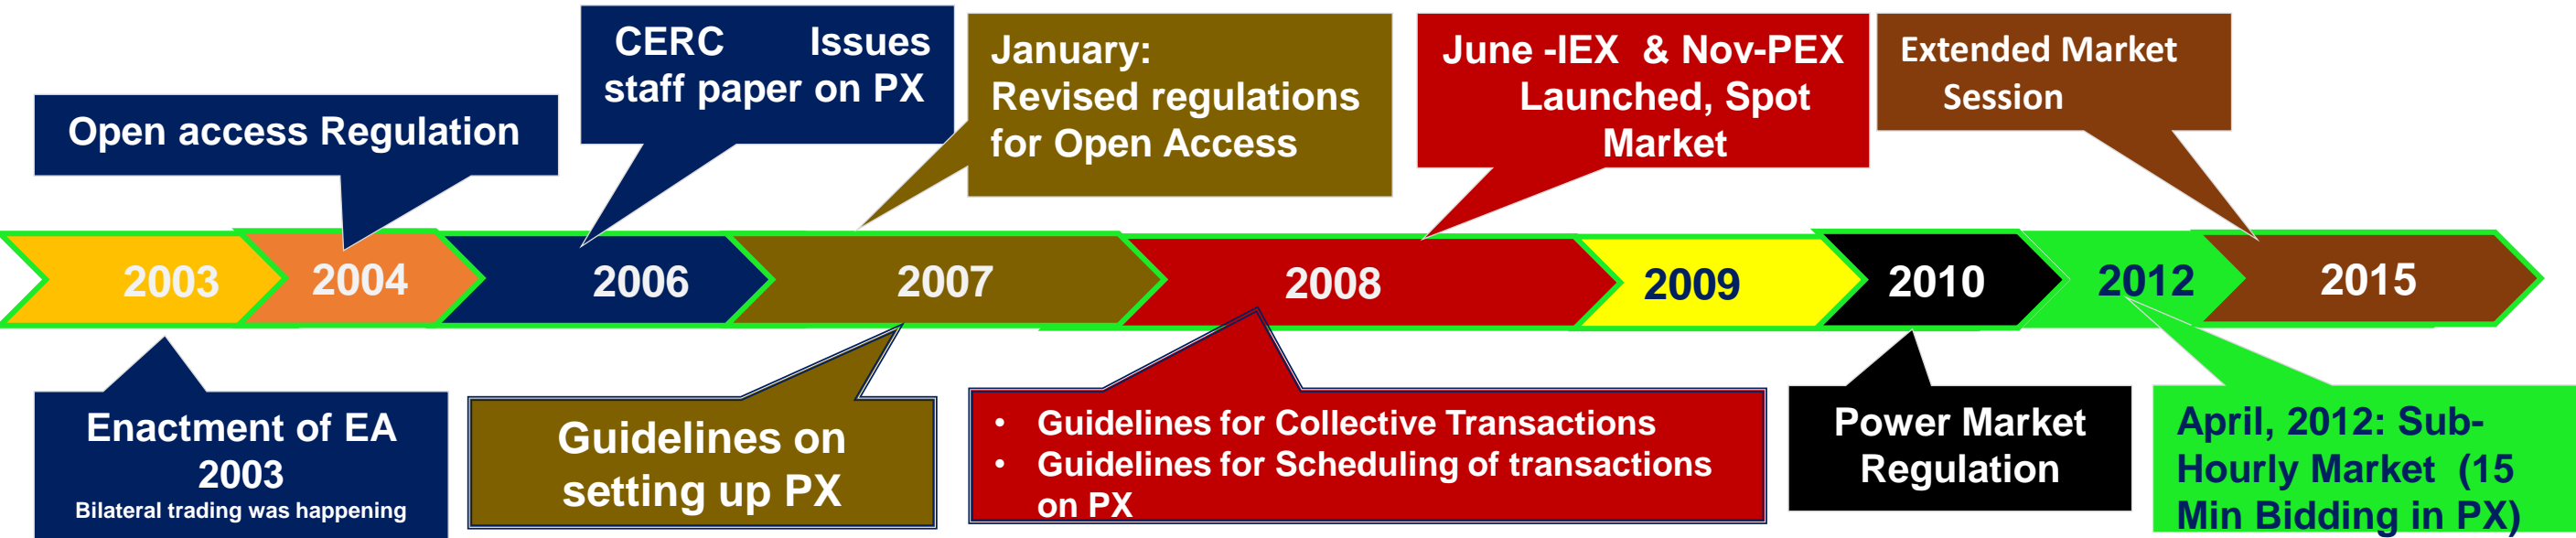 CERC Issues
staff paper on PX
January:
Revised regulations
for Open Access
June -IEX & Nov-PEX
Launched, Spot
Market
Extended Market
Session
Open access Regulation
2003
2004
2006
2007
2008
2009
2010
2012
2015
Enactment of EA
2003
Bilateral trading was happening
Guidelines on
setting up PX
• Guidelines for Collective Transactions
• Guidelines for Scheduling of transactions
on PX
Power Market
Regulation
April, 2012: Sub-
Hourly Market (15
Min Bidding in PX)